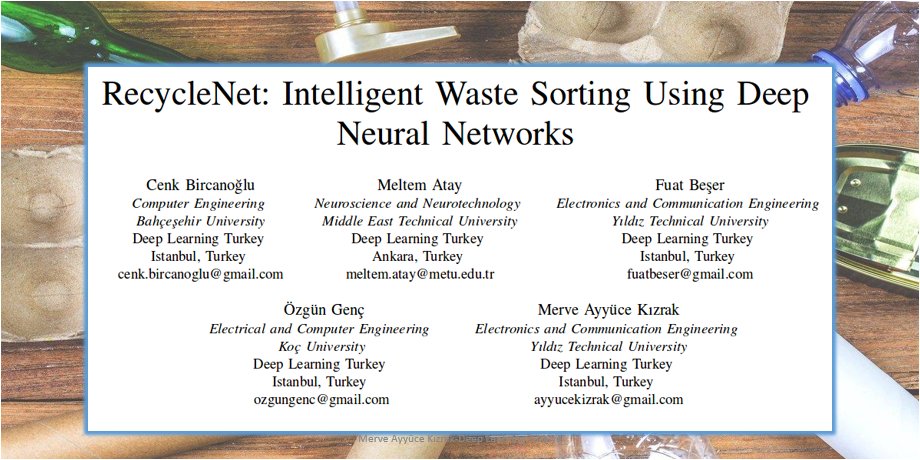 RecycleNet: Intelligent Waste Sorting Using Deep
Neural Networks
Cenk Bircanoğlu
Computer Engineering
Bahçeşehir University
Deep Learning Turkey
Istanbul, Turkey
cenk.bircanoglu@gmail.com
Meltem Atay
Neuroscience and Neurotechnology
Middle East Technical University
Deep Learning Turkey
Ankara, Turkey
meltem.atay@metu.edu.tr
Fuat Beşer
Electronics and Communication Engineering
Yıldız Technical University
Deep Learning Turkey
Istanbul, Turkey
fuatbeser@gmail.com
Özgün Genç
Electrical and Computer Engineering
Koç University
Deep Learning Turkey
Istanbul, Turkey
ozgungenc@gmail.com
Merve Ayyüce Kızrak
Electronics and Communication Engineering
Yıldız Technical University
Deep Learning Turkey
Istanbul, Turkey
ayyucekizrak@gmail.com
Merve Ayyüce Kızrak Deep